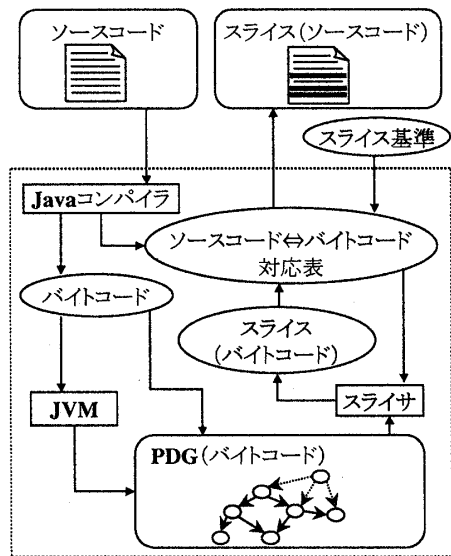 ソースコード
スライス(ソースコード)
スライス基準
Javaコンパイラ
ソースコード⇔バイトコード
対応表
バイトコード
スライス
(バイトコード)
JVM
スライサ
PDG(バイトコード)